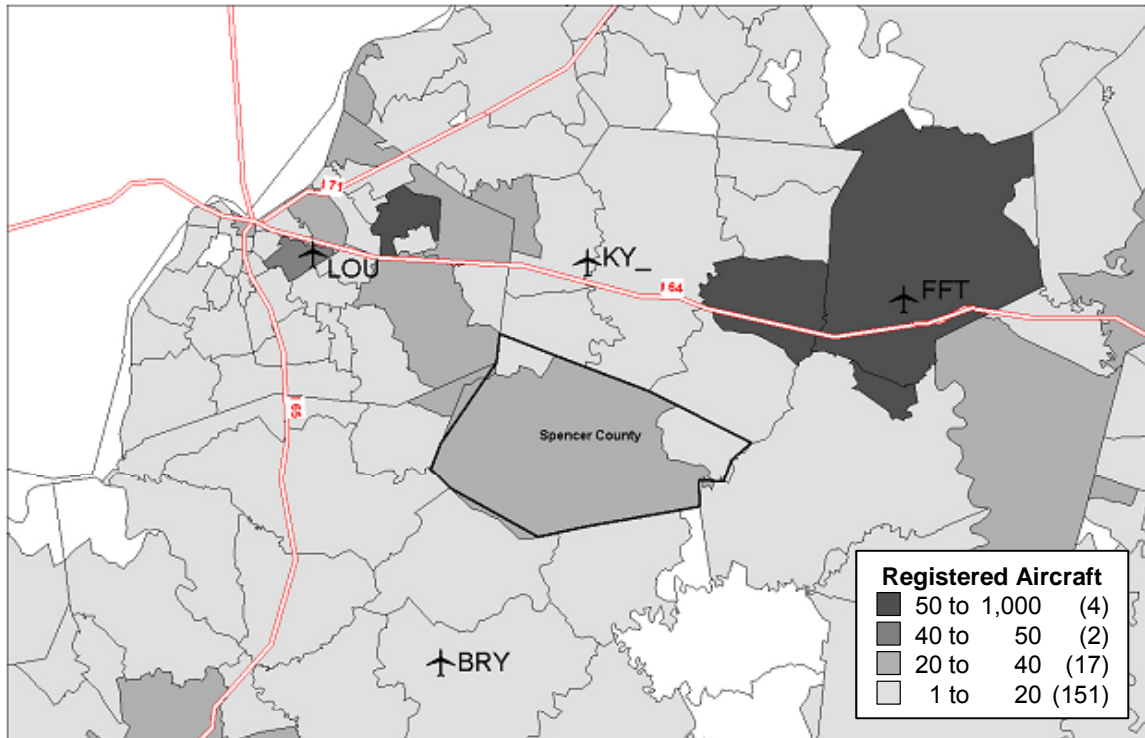 I 71
LOU
KY_
I 64
FFT
65
Spencer County
BRY
Registered Aircraft
50 to 1,000 (4)
40 to 50 (2)
20 to 40 (17)
1 to 20 (151)